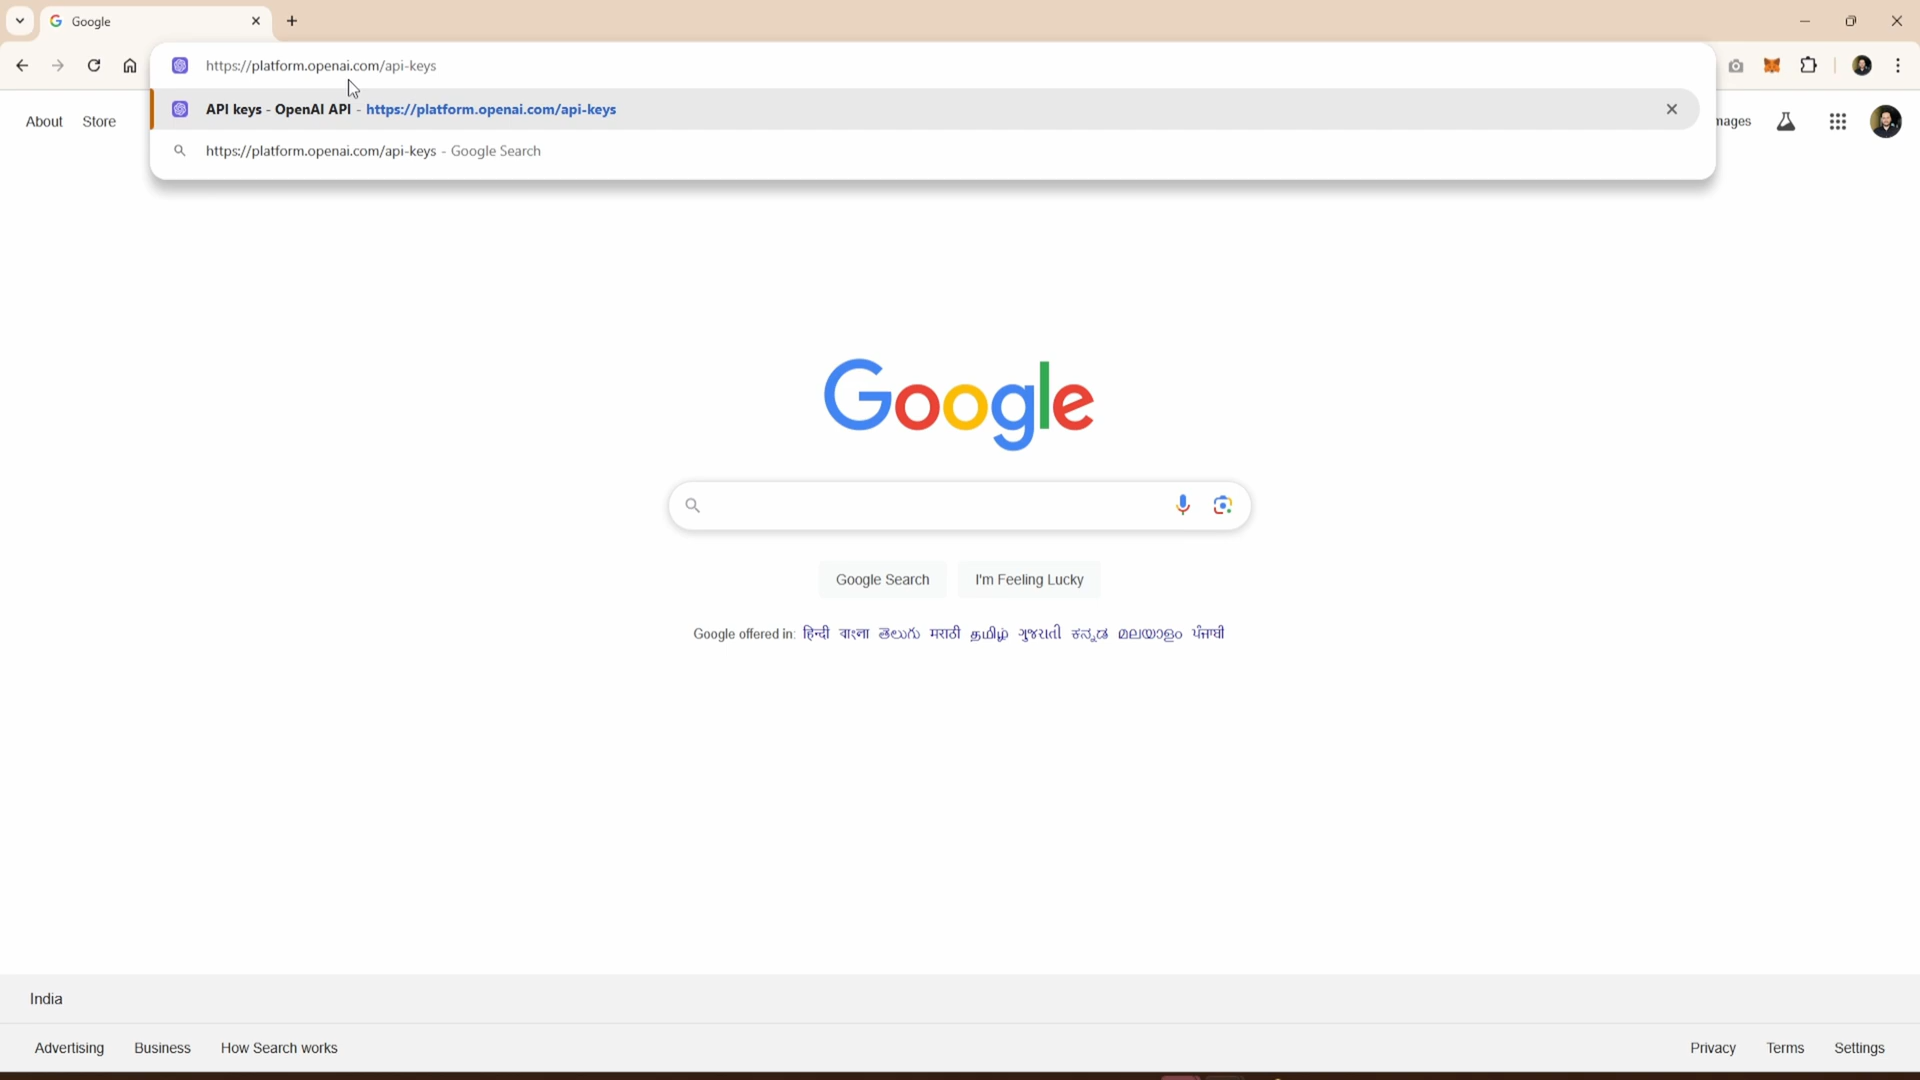 Google
https://platform.openai.com/api-keys
API keys - OpenAI API - https://platform.openai.com/api-keys
https://platform.openai.com/api-keys - Google Search
About Store
Google
Google Search I'm Feeling Lucky
Google offered in: हिन्दी বাংলা తెలుగు मराठी தமிழ் ગુજરાતી ಕನ್ನಡ മലയാളം ਪੰਜਾਬੀ
India
Advertising Business How Search works Privacy Terms Settings